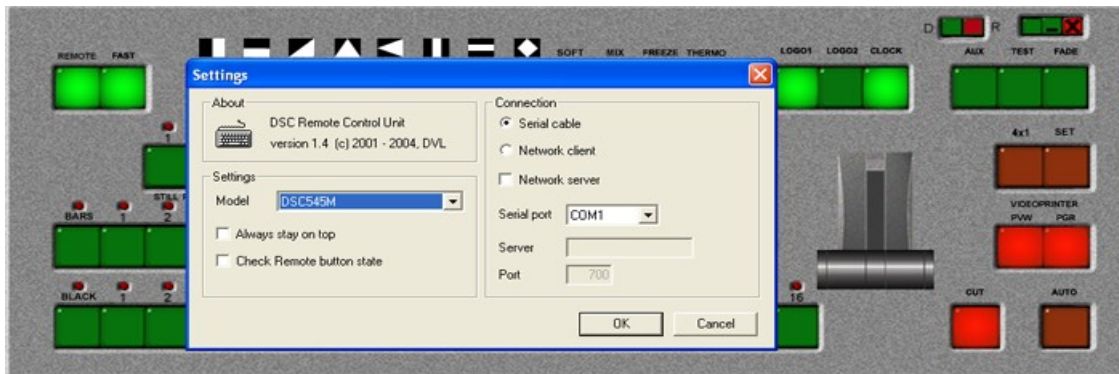 D R
REMOTE FAST
SOFT MIX FREEZE THERMO
LOGO1 LOGO2 CLOCK
AUX TEST FADE
Settings
About
DSC Remote Control Unit
version 1.4 (c) 2001 - 2004, DVL
Settings
Model DSC545M
Always stay on top
Check Remote button state
Connection
Serial cable
Network client
Network server
Serial port COM1
Server
Port 700
OK Cancel
1
STILL
BARS 1 2
BLACK 1 2
16
4x1 SET
VIDEOPRINTER
PVW PGR
CUT AUTO